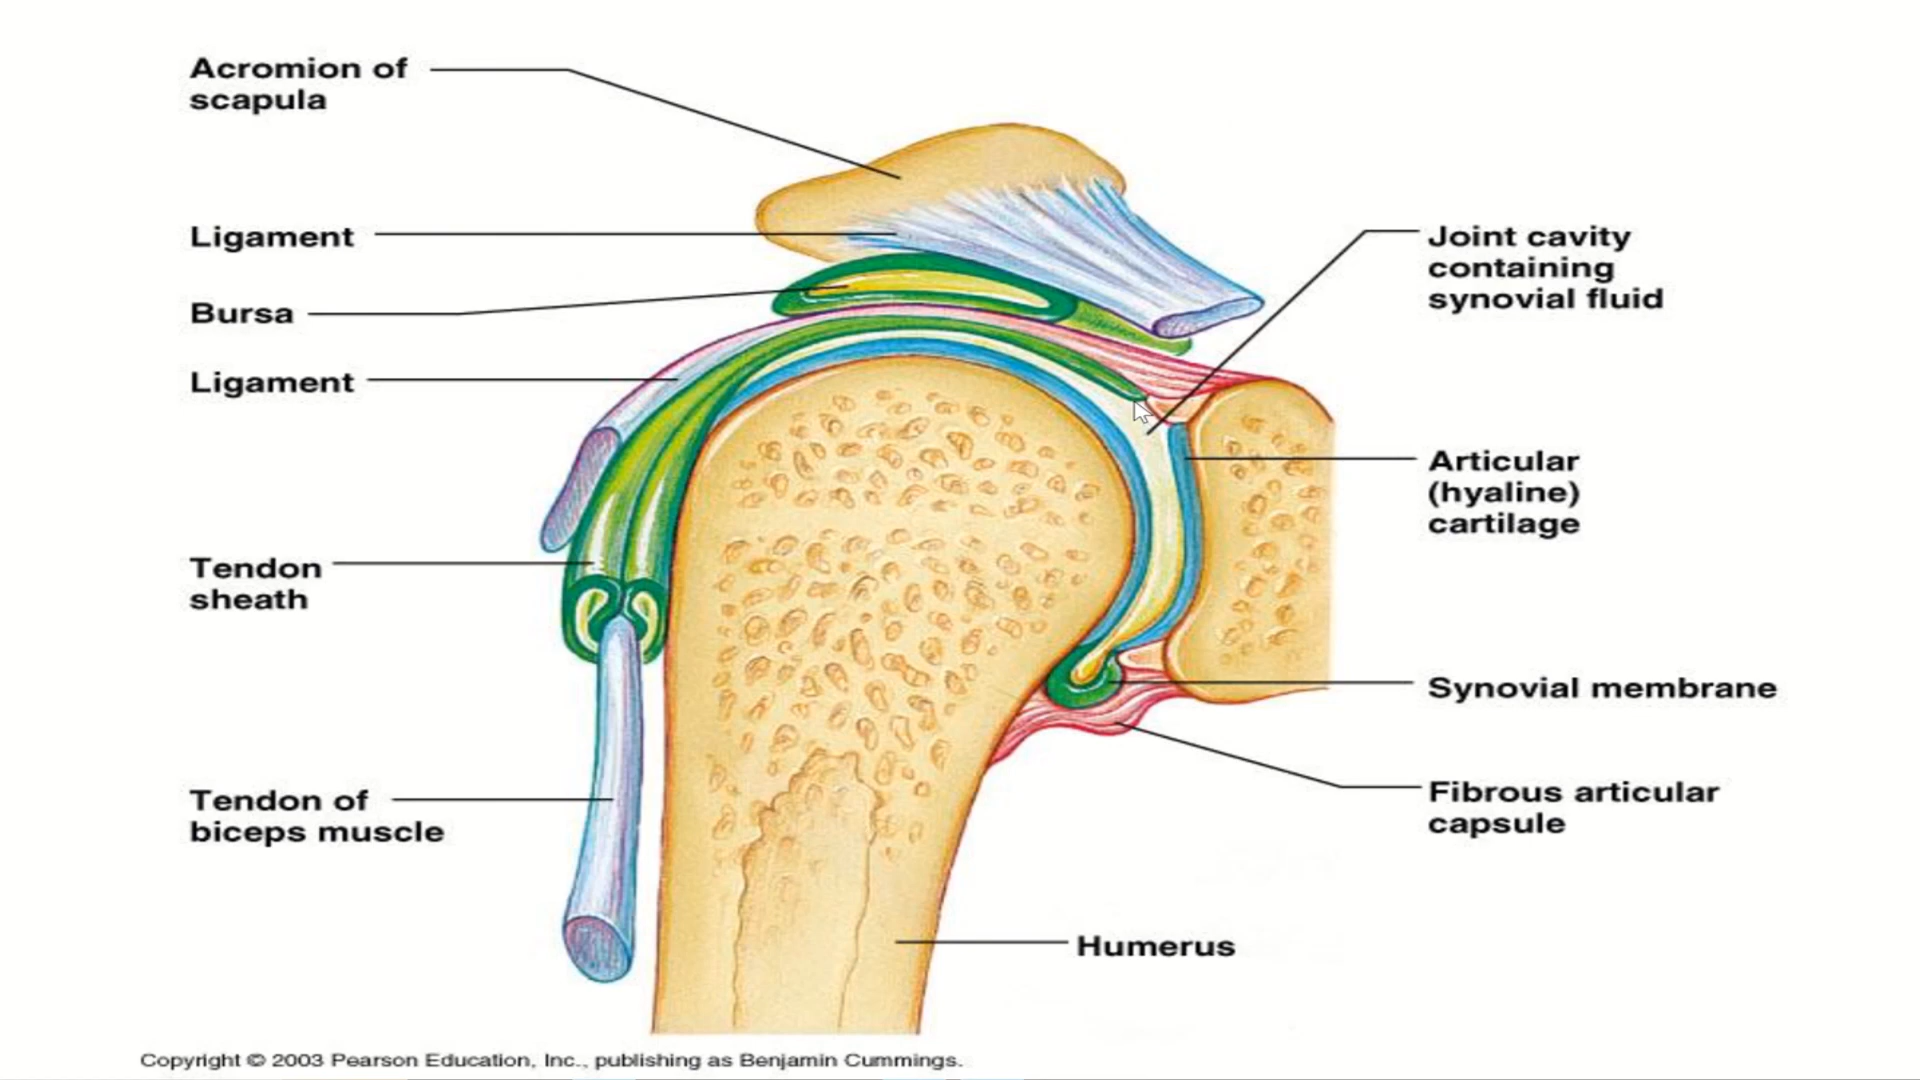 Acromion of
scapula
Ligament
Bursa
Ligament
Tendon
sheath
Tendon of
biceps muscle
Joint cavity
containing
synovial fluid
Articular
(hyaline)
cartilage
Synovial membrane
Fibrous articular
capsule
Humerus
Copyright © 2003 Pearson Education, Inc., publishing as Benjamin Cummings.